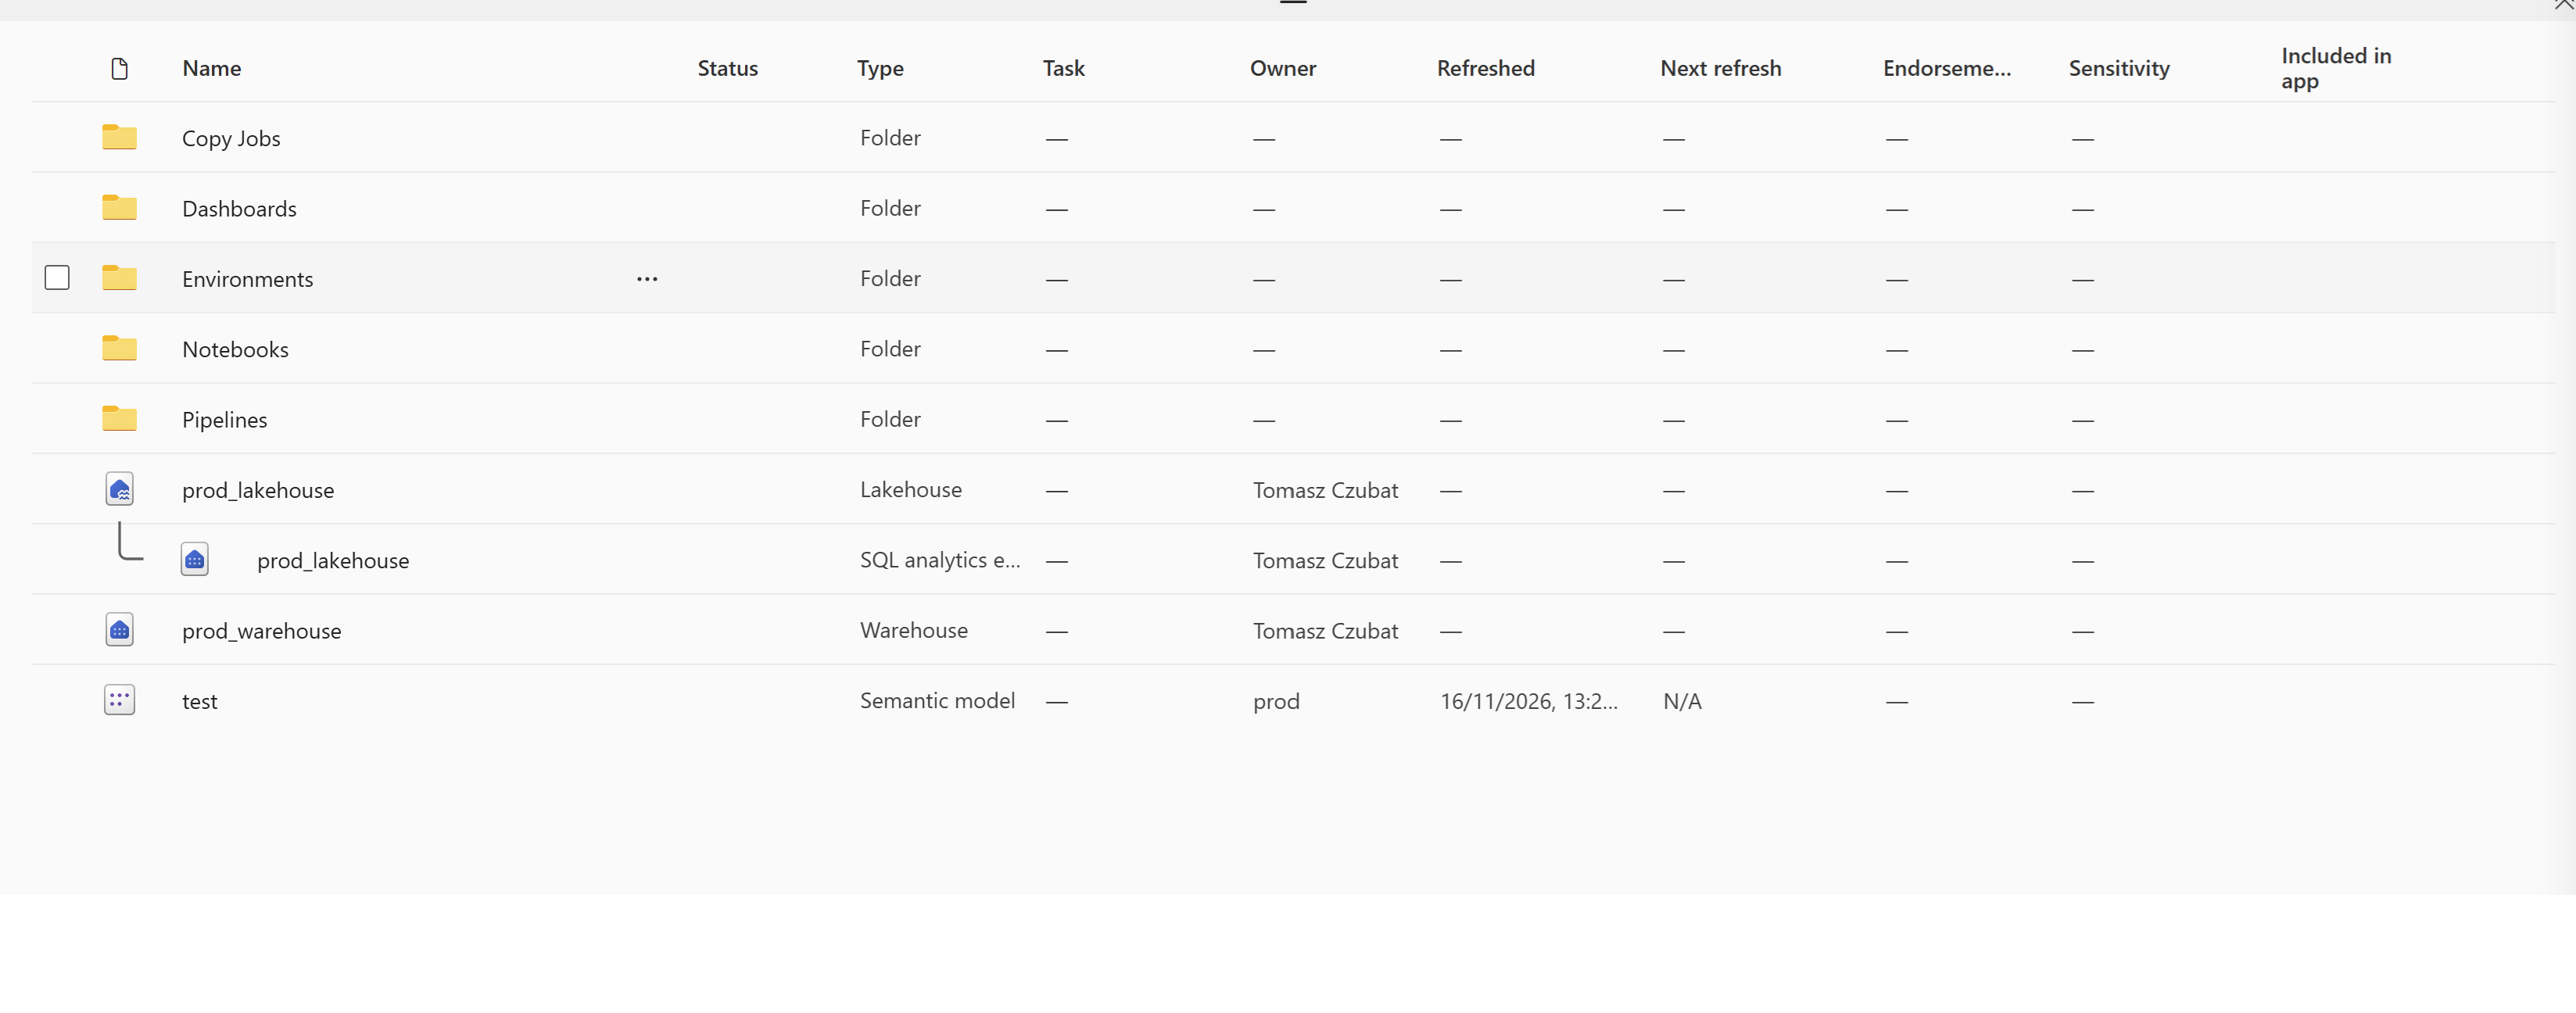 Name Status Type Task Owner Refreshed Next refresh Endorseme... Sensitivity Included in app
Copy Jobs Folder — — — — — —
Dashboards Folder — — — — — —
Environments ... Folder — — — — — —
Notebooks Folder — — — — — —
Pipelines Folder — — — — — —
prod_lakehouse Lakehouse — Tomasz Czubat — — — —
prod_lakehouse SQL analytics e... — Tomasz Czubat — — — —
prod_warehouse Warehouse — Tomasz Czubat — — — —
test Semantic model — prod 16/11/2026, 13:2... N/A — —